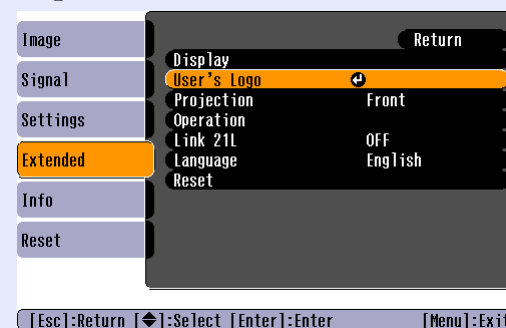 Image
Signal
Settings
Extended
Info
Reset
Return
Display
User's Logo
Projection Front
Operation
Link 21L OFF
Language English
Reset
[Esc]:Return [◆]:Select [Enter]:Enter [Menu]:Exit